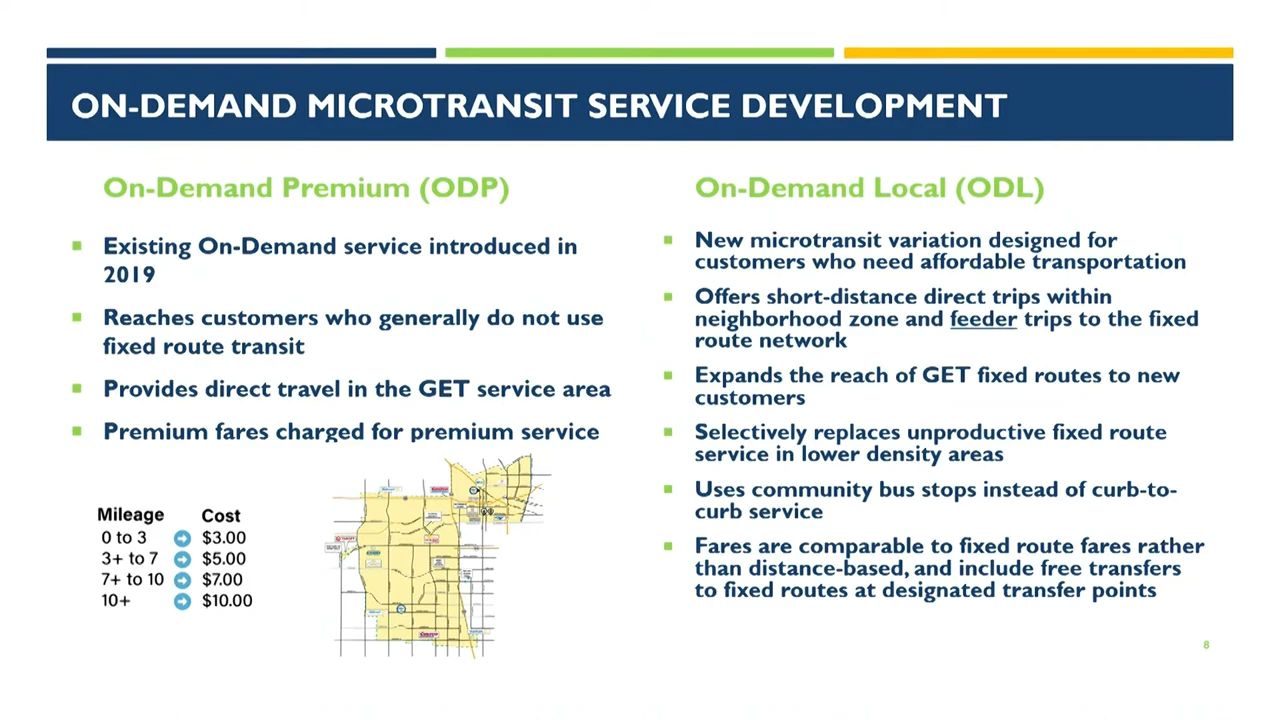 ON-DEMAND MICROTRANSIT SERVICE DEVELOPMENT
On-Demand Premium (ODP)
Existing On-Demand service introduced in
2019
Reaches customers who generally do not use
fixed route transit
Provides direct travel in the GET service area
Premium fares charged for premium service
Mileage Cost
0 to 3 $3.00
3+ to 7 $5.00
7+ to 10 $7.00
10+ $10.00
On-Demand Local (ODL)
New microtransit variation designed for
customers who need affordable transportation
Offers short-distance direct trips within
neighborhood zone and feeder trips to the fixed
route network
Expands the reach of GET fixed routes to new
customers
Selectively replaces unproductive fixed route
service in lower density areas
Uses community bus stops instead of curb-to-
curb service
Fares are comparable to fixed route fares rather
than distance-based, and include free transfers
to fixed routes at designated transfer points
8